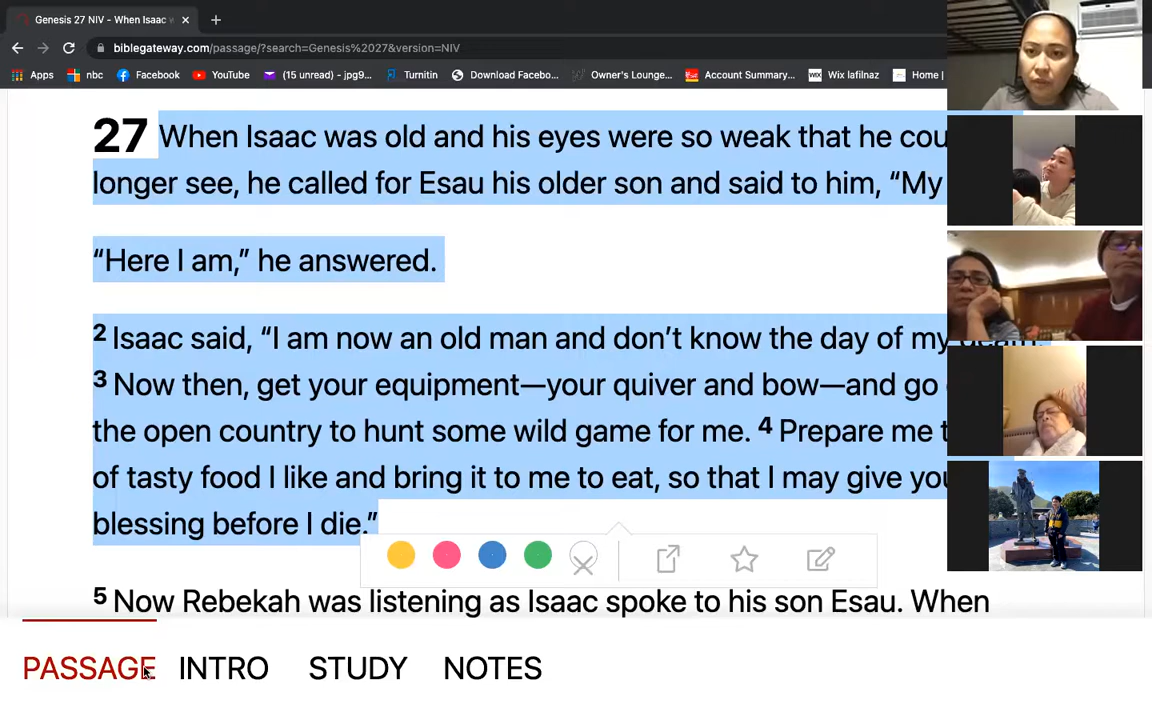 Genesis 27 NIV - When Isaac
biblegateway.com/passage/?search=Genesis%2027&version=NIV
Apps nbc Facebook YouTube (15 unread) - jpg9... Turnitin Download Facebo... Owner's Lounge... Account Summary... WIX Wix lafilnaz Home |
27 When Isaac was old and his eyes were so weak that he cou
longer see, he called for Esau his older son and said to him, “My
“Here I am,” he answered.
2 Isaac said, “I am now an old man and don’t know the day of my death.
3 Now then, get your equipment—your quiver and bow—and go
the open country to hunt some wild game for me. 4 Prepare me
of tasty food I like and bring it to me to eat, so that I may give you
blessing before I die.”
5 Now Rebekah was listening as Isaac spoke to his son Esau. When
PASSAGE INTRO STUDY NOTES